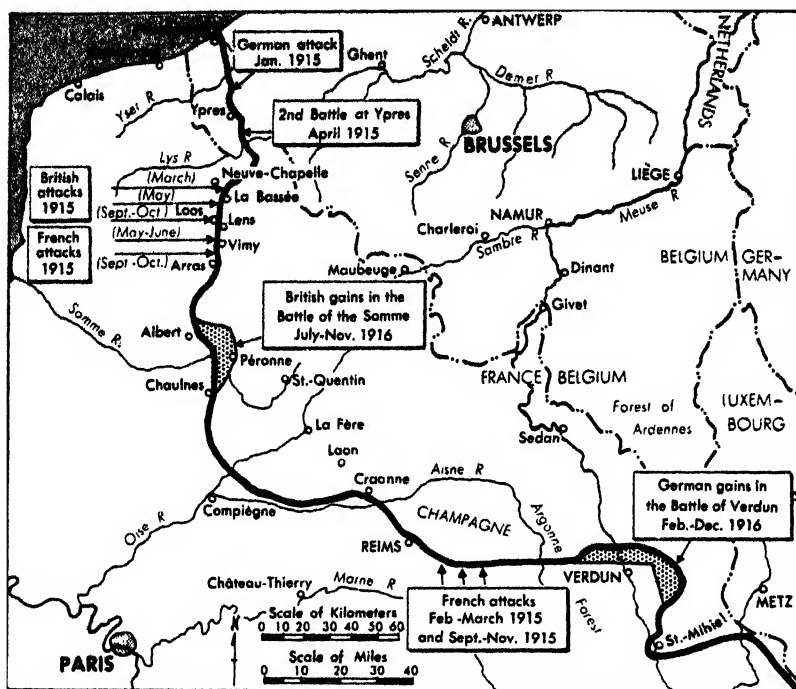 ANTWERP
NETHERLANDS
German attack
Jan. 1915
Ghent
Scheldt R.
Demer R
Calais
Yser R
Ypres
2nd Battle at Ypres
April 1915
BRUSSELS
Senne R
Lys R
Neuve-Chapelle
LIÈGE
British
attacks
1915
(March)
(May)
(Sept.-Oct.)
La Bassée
Loos
Lens
NAMUR
Meuse R
Charleroi
Sambre R
French
attacks
1915
(May-June)
(Sept-Oct.)
Vimy
Arras
Maubeuge
Dinant
BELGIUM
GER-
MANY
British gains in the
Battle of the Somme
July-Nov. 1916
Givet
Somme R.
Albert
Péronne
Chaulnes
St.-Quentin
FRANCE
BELGIUM
LUXEM-
BOURG
Forest of
Ardennes
La Fère
Sedan
Laon
Craonne
Aisne R
German gains in
the Battle of Verdun
Feb.-Dec. 1916
Compiègne
Oise R
CHAMPAGNE
Argonne
Forest
REIMS
VERDUN
METZ
Château-Thierry
Marne R
French attacks
Feb-March 1915
and Sept.-Nov. 1915
St.-Mihiel
PARIS
N
Scale of Kilometers
0 10 20 30 40 50 60
Scale of Miles
0 10 20 30 40